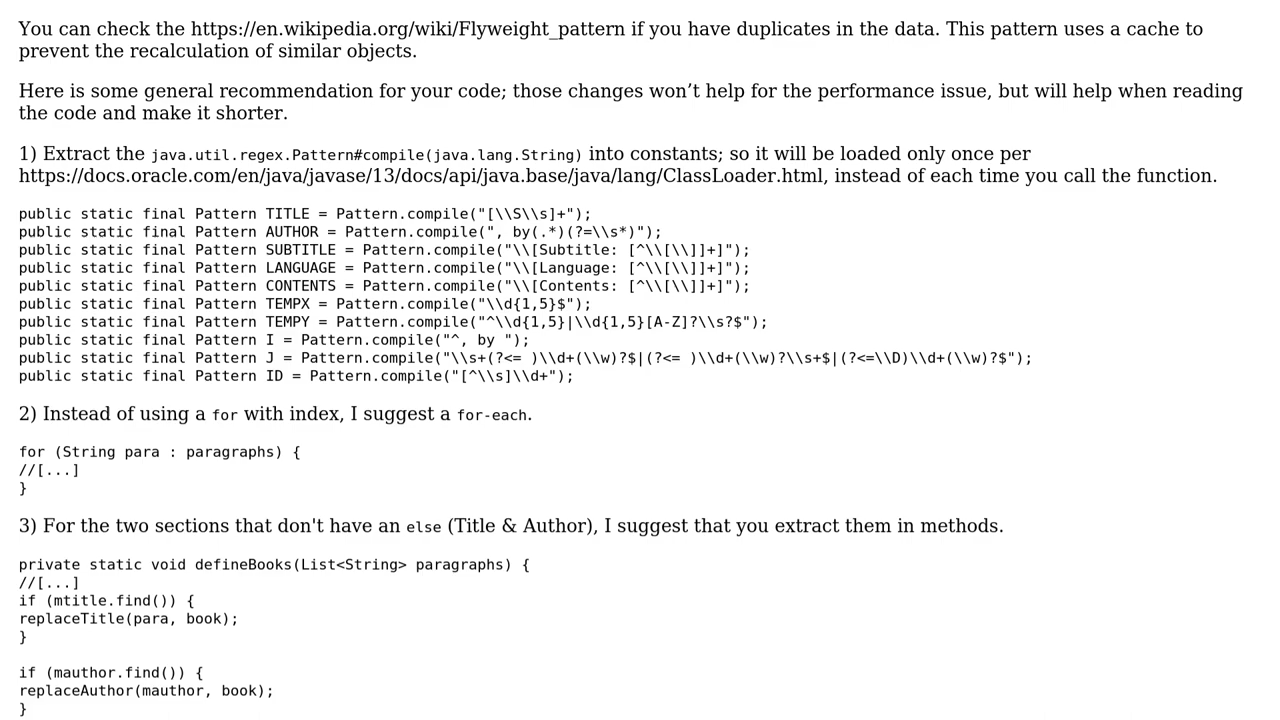 You can check the https://en.wikipedia.org/wiki/Flyweight_pattern if you have duplicates in the data. This pattern uses a cache to
prevent the recalculation of similar objects.
Here is some general recommendation for your code; those changes won’t help for the performance issue, but will help when reading
the code and make it shorter.
1) Extract the java.util.regex.Pattern#compile(java.lang.String) into constants; so it will be loaded only once per
https://docs.oracle.com/en/java/javase/13/docs/api/java.base/java/lang/ClassLoader.html, instead of each time you call the function.
public static final Pattern TITLE = Pattern.compile("[\\S\\s]+");
public static final Pattern AUTHOR = Pattern.compile(", by(.*)(?=\\s*)");
public static final Pattern SUBTITLE = Pattern.compile("\\[Subtitle: [^\\[\\]]+]");
public static final Pattern LANGUAGE = Pattern.compile("\\[Language: [^\\[\\]]+]");
public static final Pattern CONTENTS = Pattern.compile("\\[Contents: [^\\[\\]]+]");
public static final Pattern TEMPX = Pattern.compile("\\d{1,5}$");
public static final Pattern TEMPY = Pattern.compile("^\\d{1,5}|\\d{1,5}[A-Z]?\\s?$");
public static final Pattern I = Pattern.compile("^, by ");
public static final Pattern J = Pattern.compile("\\s+(?<= )\\d+(\\w)?$|(?<= )\\d+(\\w)?\\s+$|(?<=\\D)\\d+(\\w)?$");
public static final Pattern ID = Pattern.compile("[^\\s]\\d+");
2) Instead of using a for with index, I suggest a for-each.
for (String para : paragraphs) {
//[...]
}
3) For the two sections that don't have an else (Title & Author), I suggest that you extract them in methods.
private static void defineBooks(List<String> paragraphs) {
//[...]
if (mtitle.find()) {
replaceTitle(para, book);
}
if (mauthor.find()) {
replaceAuthor(mauthor, book);
}